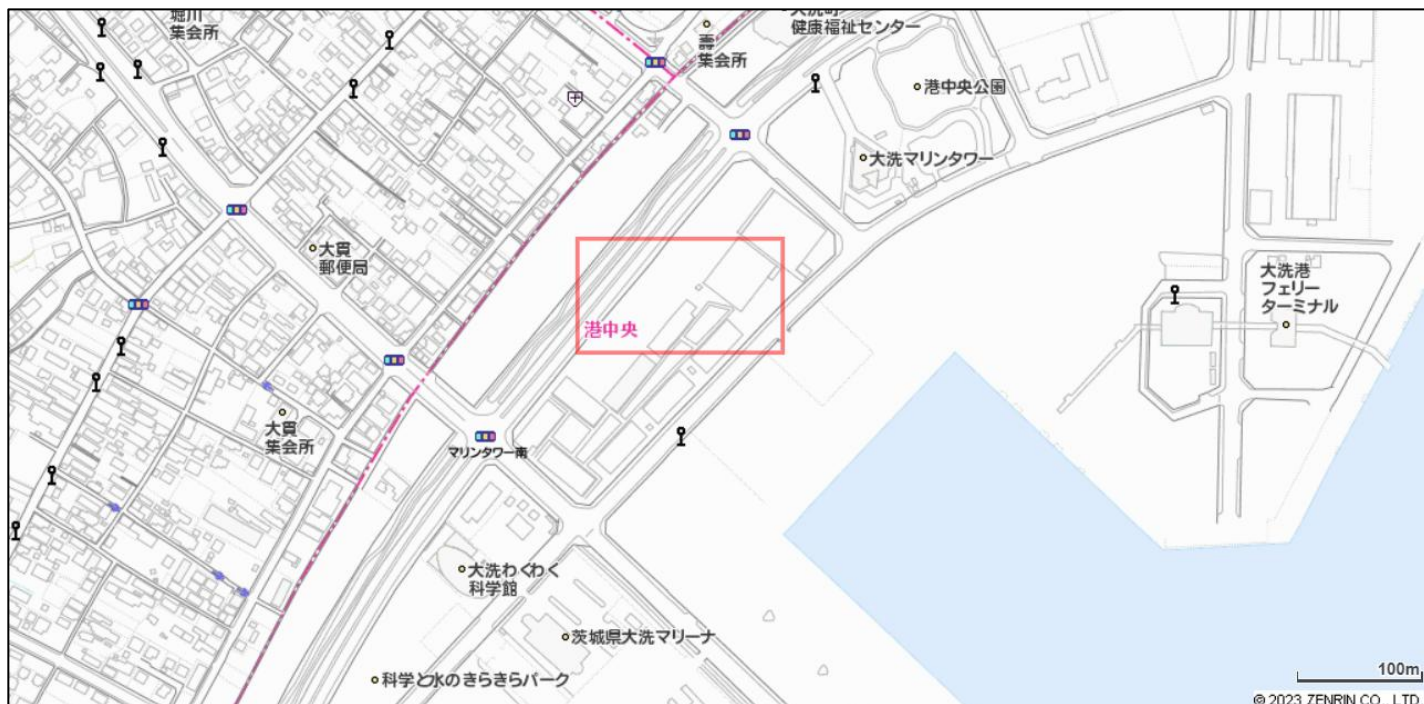 堀川
集会所
壽
集会所
大洗町
健康福祉センター
港中央公園
大洗マリンタワー
大貫
郵便局
大洗港
フェリー
ターミナル
港中央
大貫
集会所
マリンタワー南
大洗わくわく
科学館
茨城県大洗マリーナ
科学と水のきらきらパーク
100m
© 2023 ZENRIN CO., LTD.